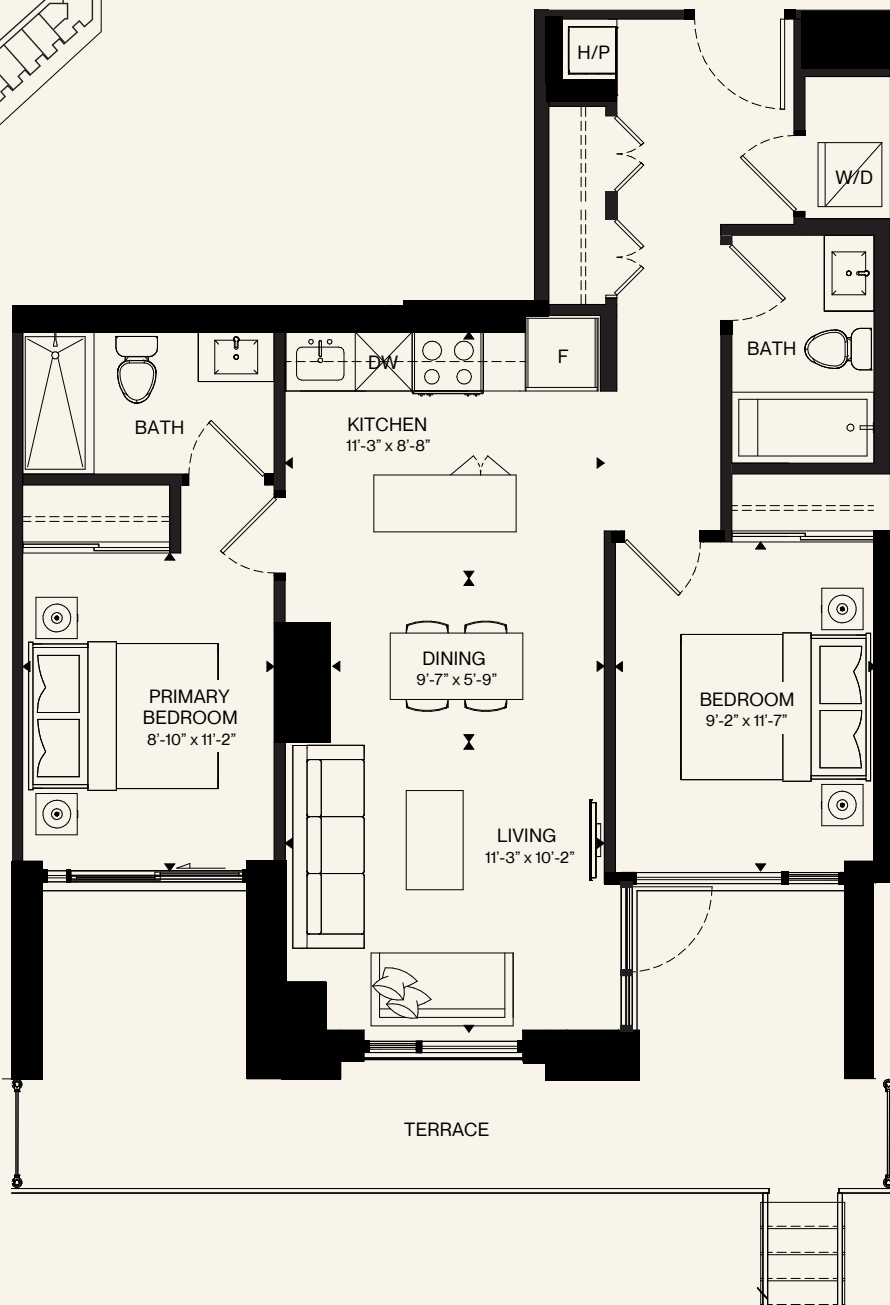 H/P
W/D
BATH
DW
F
KITCHEN
11'-3" x 8'-8"
BATH
DINING
9'-7" x 5'-9"
PRIMARY
BEDROOM
8'-10" x 11'-2"
BEDROOM
9'-2" x 11'-7"
LIVING
11'-3" x 10'-2"
TERRACE